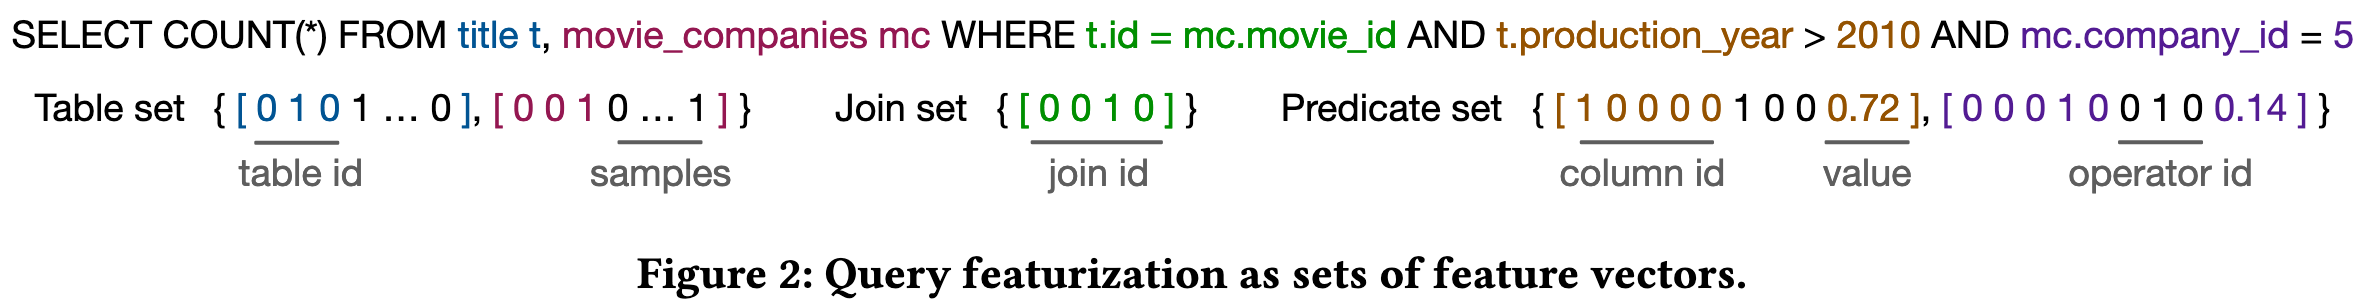 SELECT COUNT(*) FROM title t, movie_companies mc WHERE t.id = mc.movie_id AND t.production_year > 2010 AND mc.company_id = 5
Table set { [ 0 1 0 1 … 0 ], [ 0 0 1 0 … 1 ] } Join set { [ 0 0 1 0 ] } Predicate set { [ 1 0 0 0 0 1 0 0 0.72 ], [ 0 0 0 1 0 0 1 0 0.14 ] }
table id samples join id column id value operator id
Figure 2: Query featurization as sets of feature vectors.